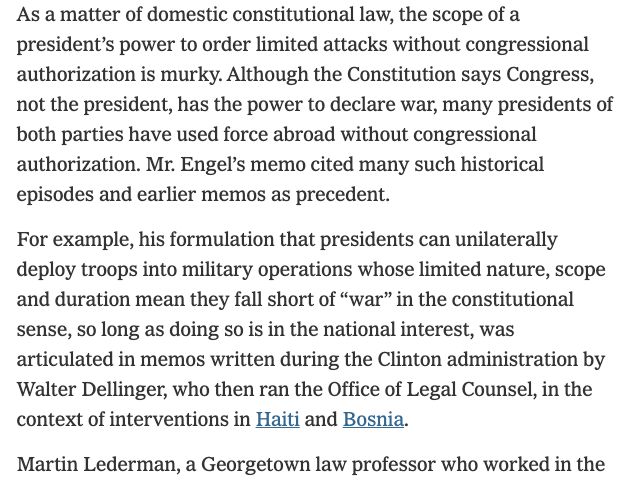 As a matter of domestic constitutional law, the scope of a
president’s power to order limited attacks without congressional
authorization is murky. Although the Constitution says Congress,
not the president, has the power to declare war, many presidents of
both parties have used force abroad without congressional
authorization. Mr. Engel’s memo cited many such historical
episodes and earlier memos as precedent.
For example, his formulation that presidents can unilaterally
deploy troops into military operations whose limited nature, scope
and duration mean they fall short of “war” in the constitutional
sense, so long as doing so is in the national interest, was
articulated in memos written during the Clinton administration by
Walter Dellinger, who then ran the Office of Legal Counsel, in the
context of interventions in Haiti and Bosnia.
Martin Lederman, a Georgetown law professor who worked in the